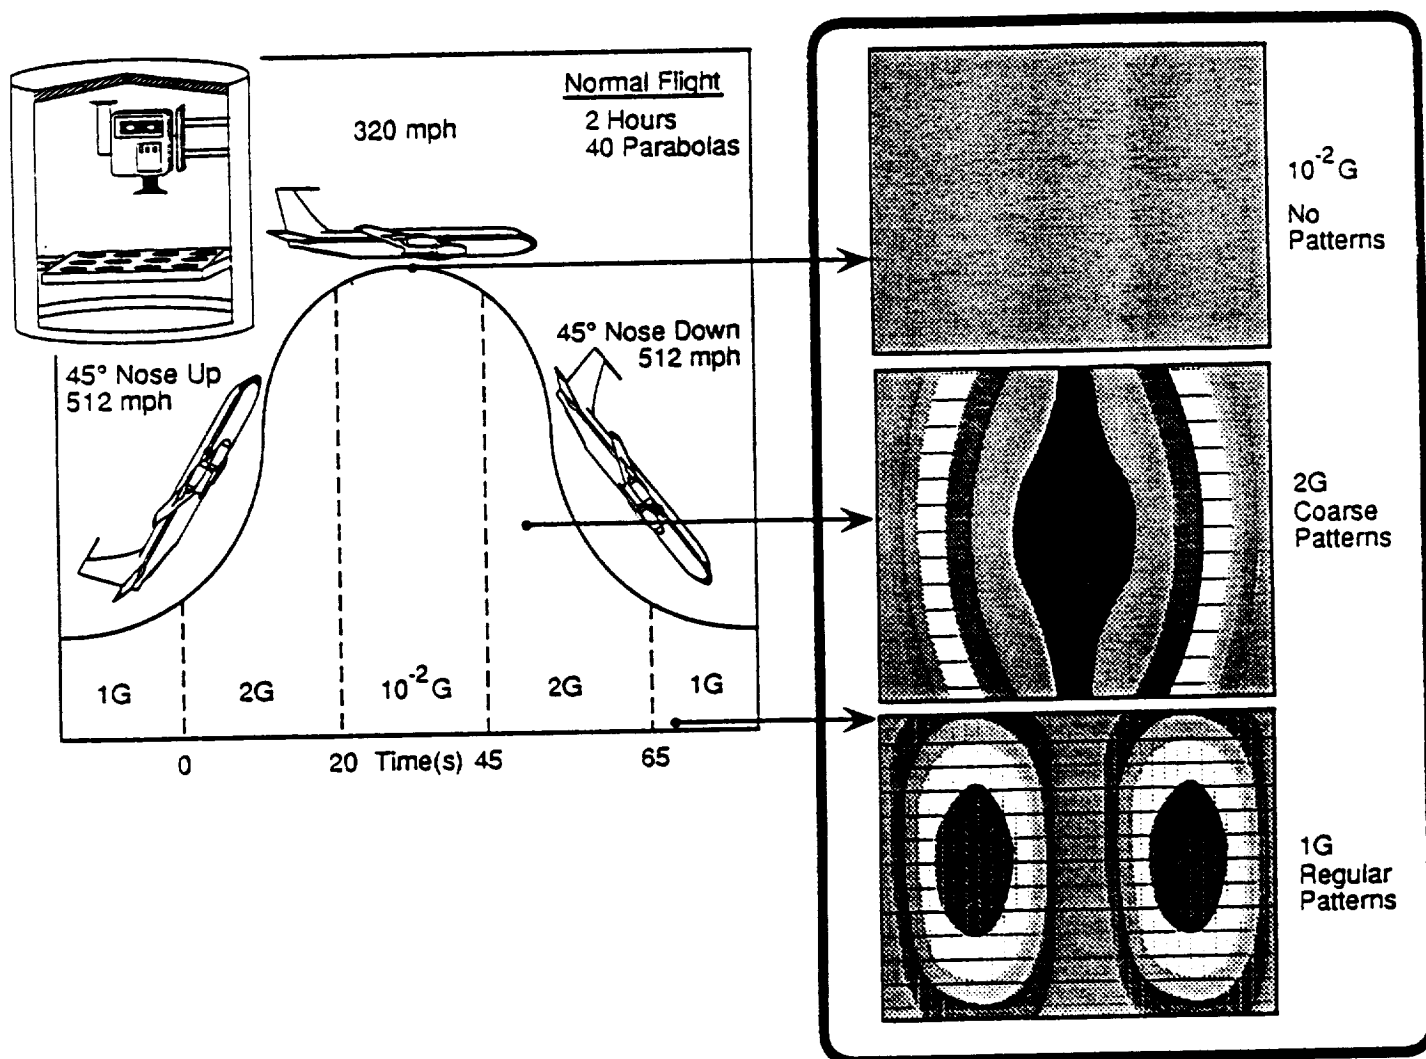 Normal Flight
2 Hours
40 Parabolas
320 mph
45° Nose Up
512 mph
45° Nose Down
512 mph
1G
2G
10⁻²G
2G
1G
0
20
Time(s)
45
65
10⁻²G
No
Patterns
2G
Coarse
Patterns
1G
Regular
Patterns